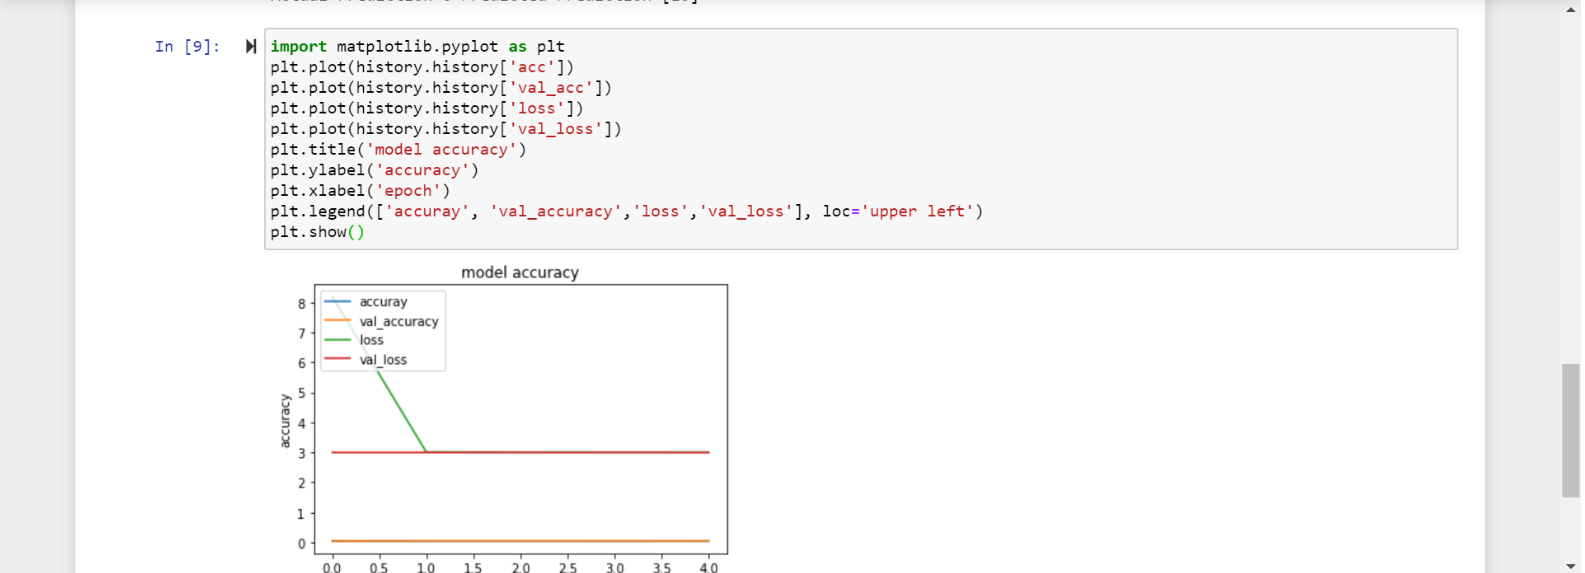 In [9]:
import matplotlib.pyplot as plt
plt.plot(history.history['acc'])
plt.plot(history.history['val_acc'])
plt.plot(history.history['loss'])
plt.plot(history.history['val_loss'])
plt.title('model accuracy')
plt.ylabel('accuracy')
plt.xlabel('epoch')
plt.legend(['accuray', 'val_accuracy','loss','val_loss'], loc='upper left')
plt.show()
model accuracy
accuray
val_accuracy
loss
val_loss
accuracy
8
7
6
5
4
3
2
1
0
0.0 0.5 1.0 1.5 2.0 2.5 3.0 3.5 4.0